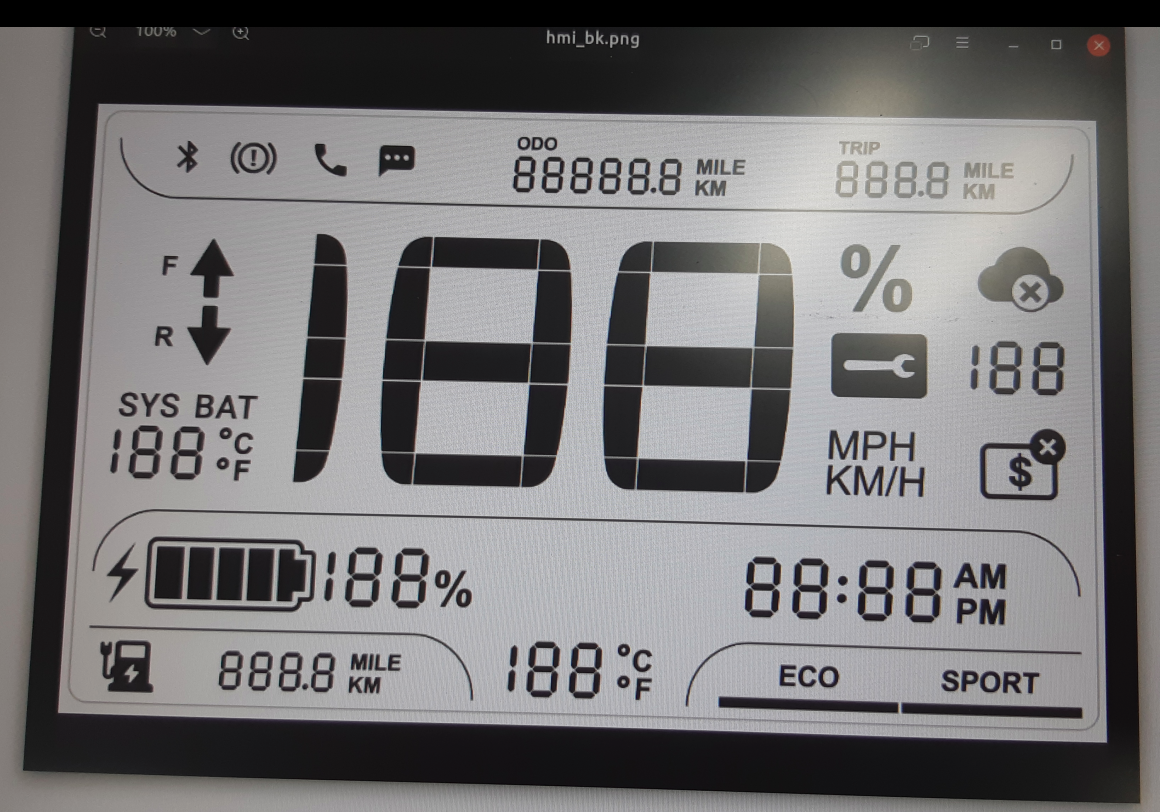 100%
hmi_bk.png
ODO
88888.8 MILE KM
TRIP
888.8 MILE KM
F
R
SYS BAT
188 °C °F
188
%
188
MPH
KM/H
$
188%
88:88 AM PM
888.8 MILE KM
188 °C °F
ECO
SPORT